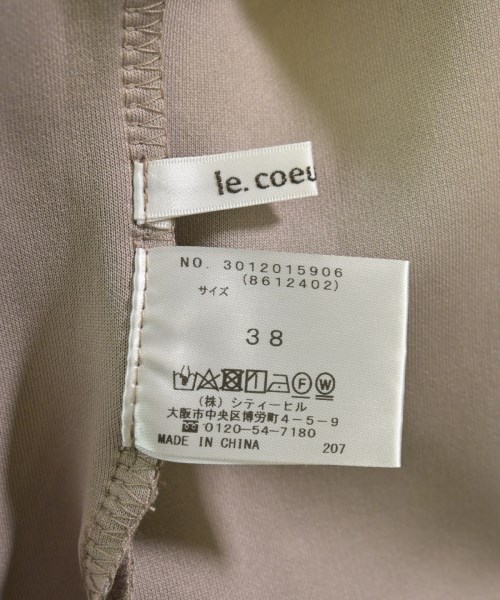 le. coeu
NO. 3012015906
(8612402)
サイズ
38
F W
(株) シティーヒル
大阪市中央区博労町4-5-9
☎0120-54-7180
MADE IN CHINA 207